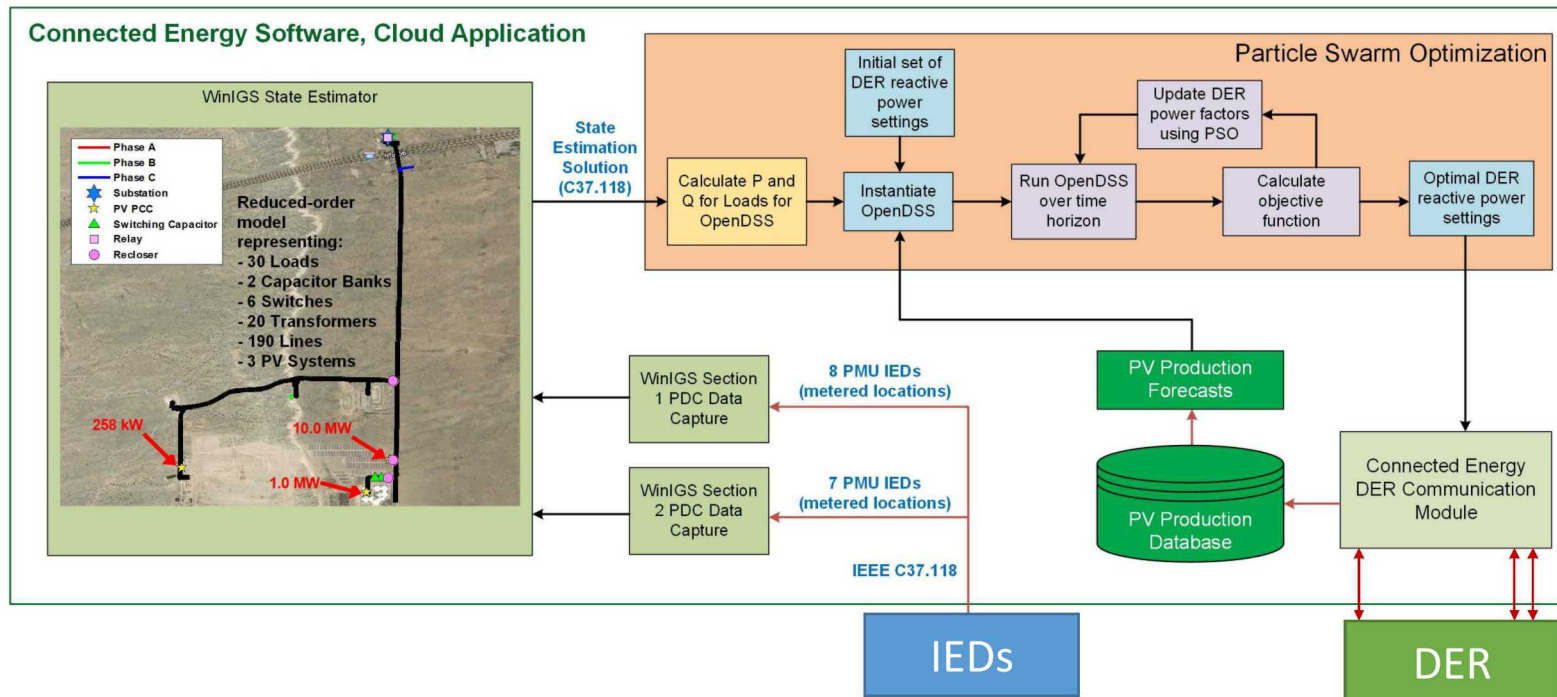 Connected Energy Software, Cloud Application
WinIGS State Estimator
Phase A
Phase B
Phase C
Substation
PV PCC
Switching Capacitor
Relay
Recloser
Reduced-order
model
representing:
- 30 Loads
- 2 Capacitor Banks
- 6 Switches
- 20 Transformers
- 190 Lines
- 3 PV Systems
258 kW
10.0 MW
1.0 MW
State
Estimation
Solution
(C37.118)
Particle Swarm Optimization
Initial set of
DER reactive
power
settings
Update DER
power factors
using PSO
Calculate P and
Q for Loads for
OpenDSS
Instantiate
OpenDSS
Run OpenDSS
over time
horizon
Calculate
objective
function
Optimal DER
reactive power
settings
WinIGS Section
1 PDC Data
Capture
8 PMU IEDs
(metered locations)
WinIGS Section
2 PDC Data
Capture
7 PMU IEDs
(metered locations)
IEEE C37.118
PV Production
Forecasts
PV Production
Database
Connected Energy
DER Communication
Module
IEDs
DER